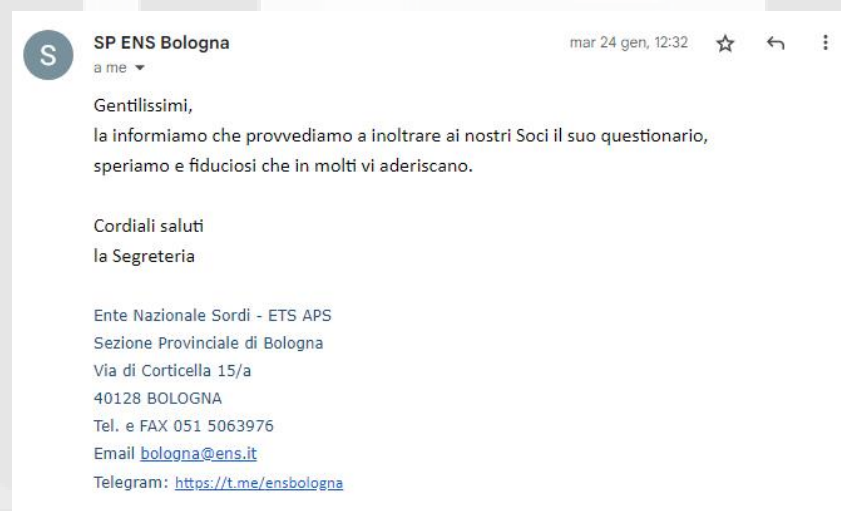 S
SP ENS Bologna
mar 24 gen, 12:32
a me
Gentilissimi,
la informiamo che provvediamo a inoltrare ai nostri Soci il suo questionario,
speriamo e fiduciosi che in molti vi aderiscano.
Cordiali saluti
la Segreteria
Ente Nazionale Sordi - ETS APS
Sezione Provinciale di Bologna
Via di Corticella 15/a
40128 BOLOGNA
Tel. e FAX 051 5063976
Email bologna@ens.it
Telegram: https://t.me/ensbologna